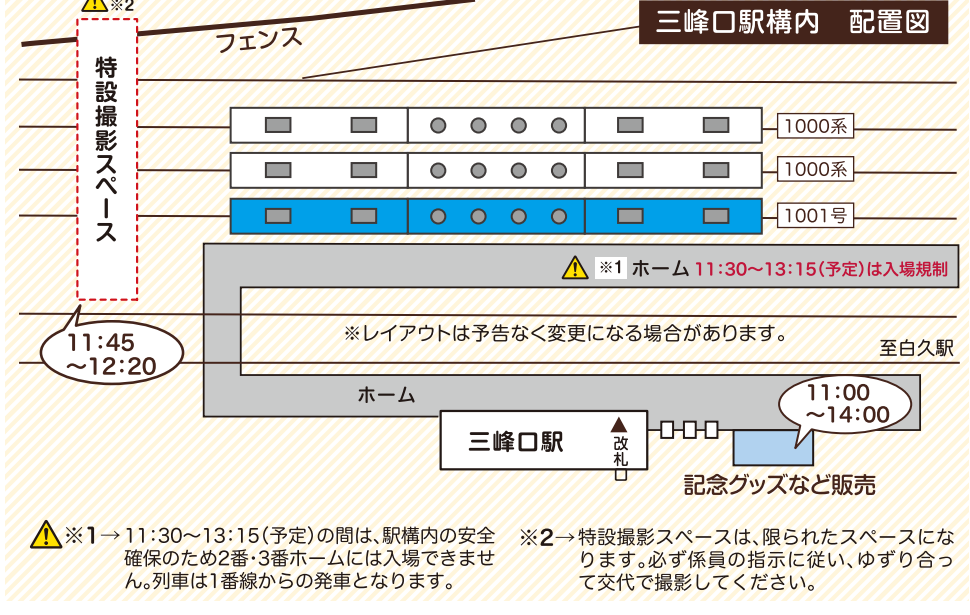 ※2
三峰口駅構内　配置図
フェンス
特設撮影スペース
1000系
1000系
1001号
※1 ホーム 11:30～13:15(予定)は入場規制
11:45
～12:20
※レイアウトは予告なく変更になる場合があります。
至白久駅
ホーム
11:00
～14:00
三峰口駅
改札口
記念グッズなど販売
※1→11:30～13:15(予定)の間は、駅構内の安全
確保のため2番・3番ホームには入場できませ
ん。列車は1番線からの発車となります。
※2→特設撮影スペースは、限られたスペースにな
ります。必ず係員の指示に従い、ゆずり合っ
て交代で撮影してください。